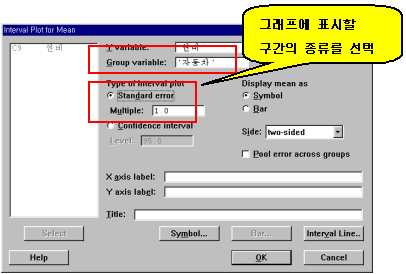 그래프에 표시할
구간의 종류를 선택
Interval Plot for Mean
C9 연비
Y variable: 연비
Group variable: '자동차'
Type of interval plot
Standard error
Multiple: 1.0
Confidence interval
Level: 95.0
Display mean as
Symbol
Bar
Side: two-sided
Pool error across groups
X axis label:
Y axis label:
Title:
Select
Symbol...
Bar...
Interval Line..
Help
OK
Cancel